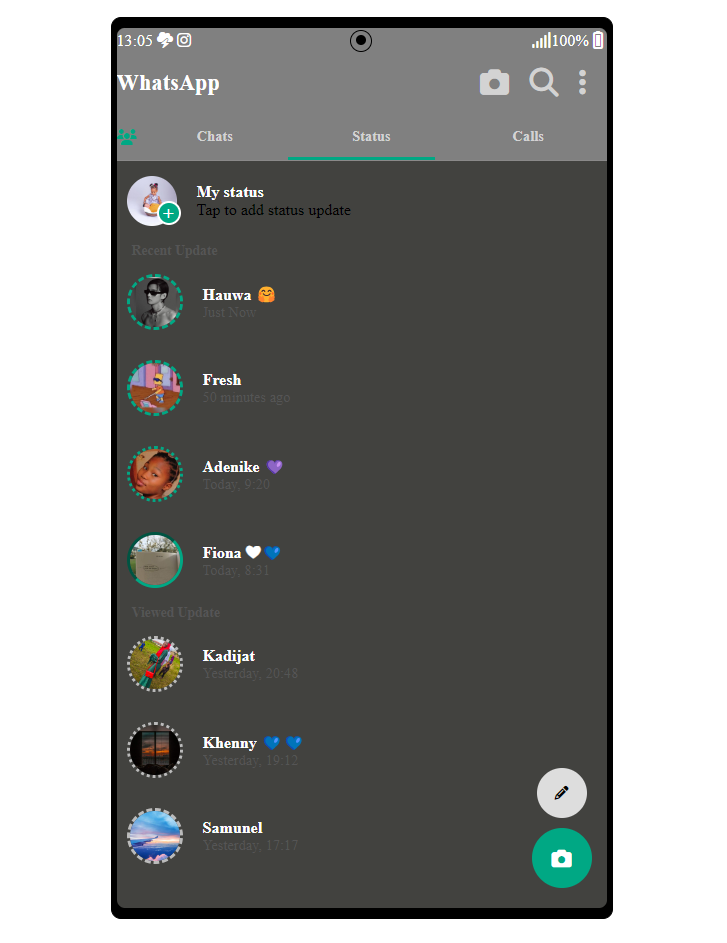 13:05 100%
WhatsApp
Chats Status Calls
My status
Tap to add status update
Recent Update
Hauwa 🤗
Just Now
Fresh
50 minutes ago
Adenike 💜
Today, 9:20
Fiona 🤍💙
Today, 8:31
Viewed Update
Kadijat
Yesterday, 20:48
Khenny 💙 💙
Yesterday, 19:12
Samunel
Yesterday, 17:17